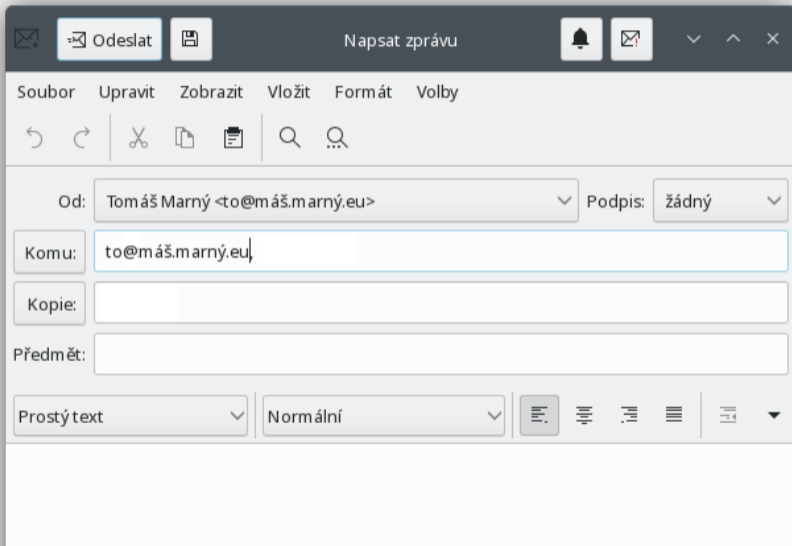 Odeslat
Napsat zprávu
Soubor Upravit Zobrazit Vložit Formát Volby
Od: Tomáš Marný <to@máš.marný.eu> Podpis: žádný
Komu: to@máš.marný.eu,
Kopie:
Předmět:
Prostý text Normální